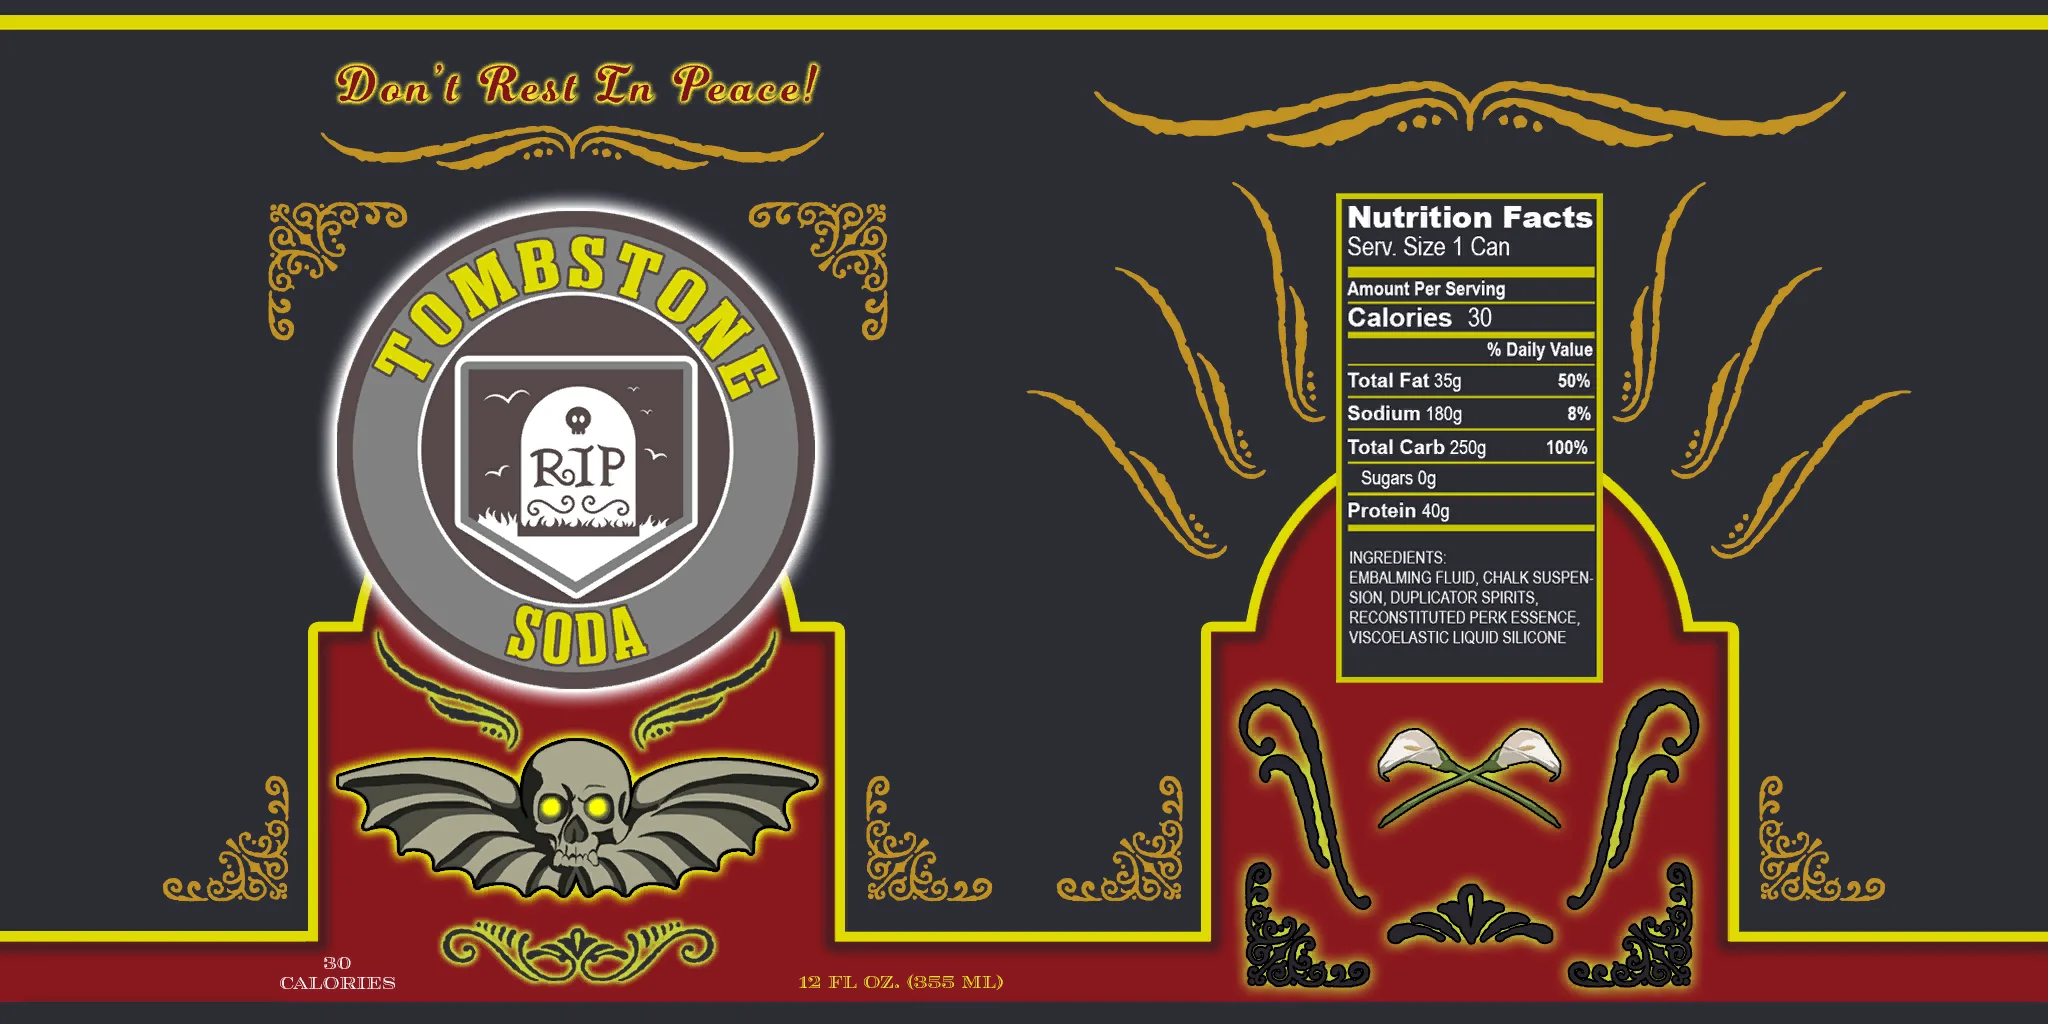 Don't Rest In Peace!
TOMBSTONE
RIP
SODA
30
CALORIES
12 FL OZ. (355 ML)
Nutrition Facts
Serv. Size 1 Can
Amount Per Serving
Calories 30
% Daily Value
Total Fat 35g 50%
Sodium 180g 8%
Total Carb 250g 100%
Sugars 0g
Protein 40g
INGREDIENTS:
EMBALMING FLUID, CHALK SUSPEN-
SION, DUPLICATOR SPIRITS,
RECONSTITUTED PERK ESSENCE,
VISCOELASTIC LIQUID SILICONE